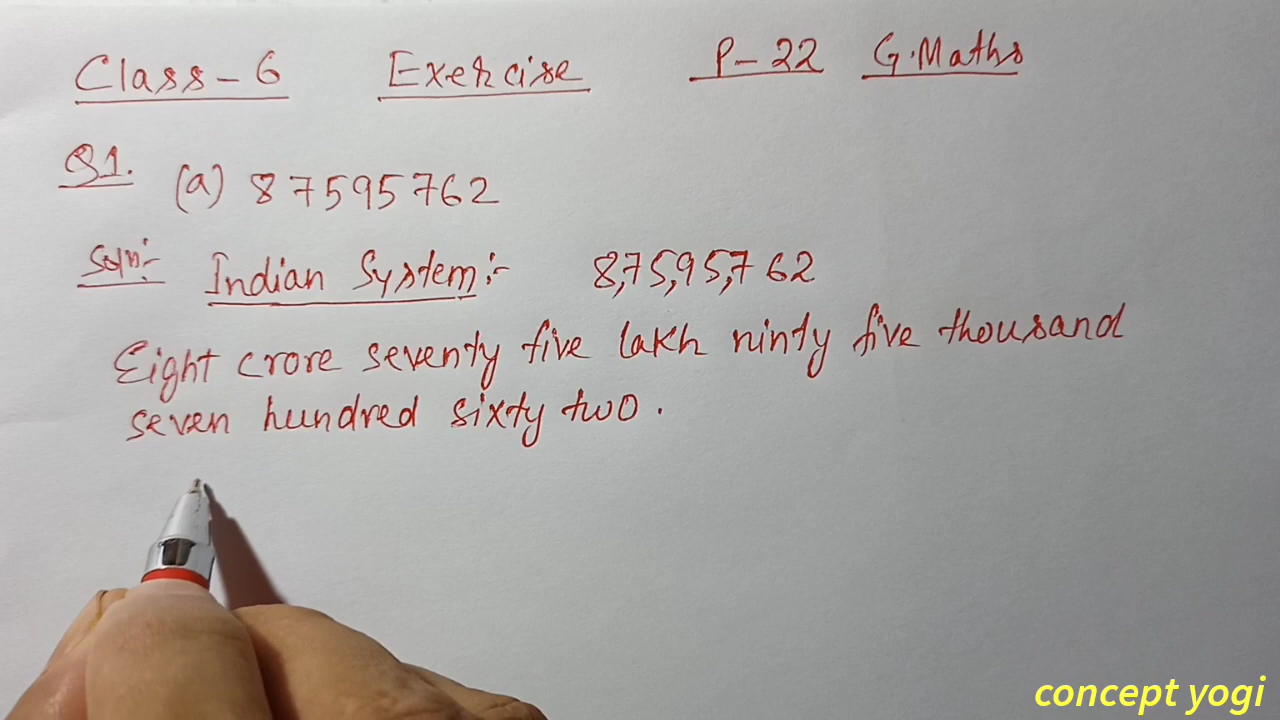 Class-6 Exercise P-22 G.Maths
Q1. (a) 87595762
Soln:- Indian System:- 8,75,95,762
Eight crore seventy five lakh ninty five thousand
seven hundred sixty two.
concept yogi